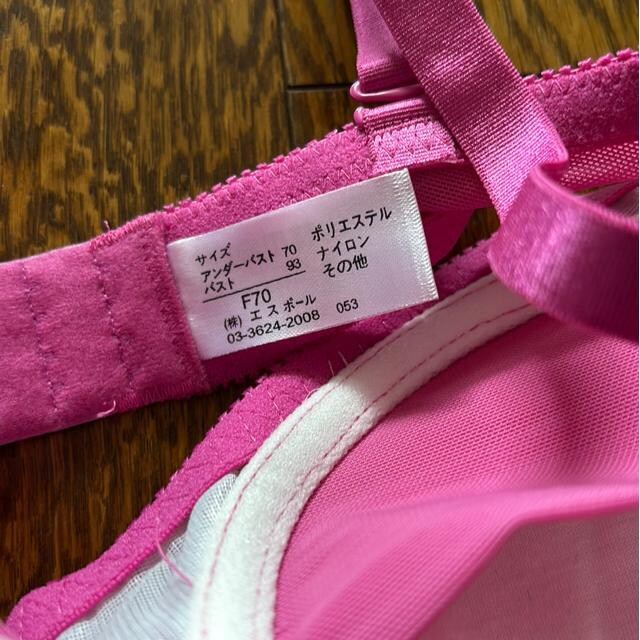 サイズ
アンダーバスト 70
バスト 93
F70
(株) エスポール
03-3624-2008 053
ポリエステル
ナイロン
その他